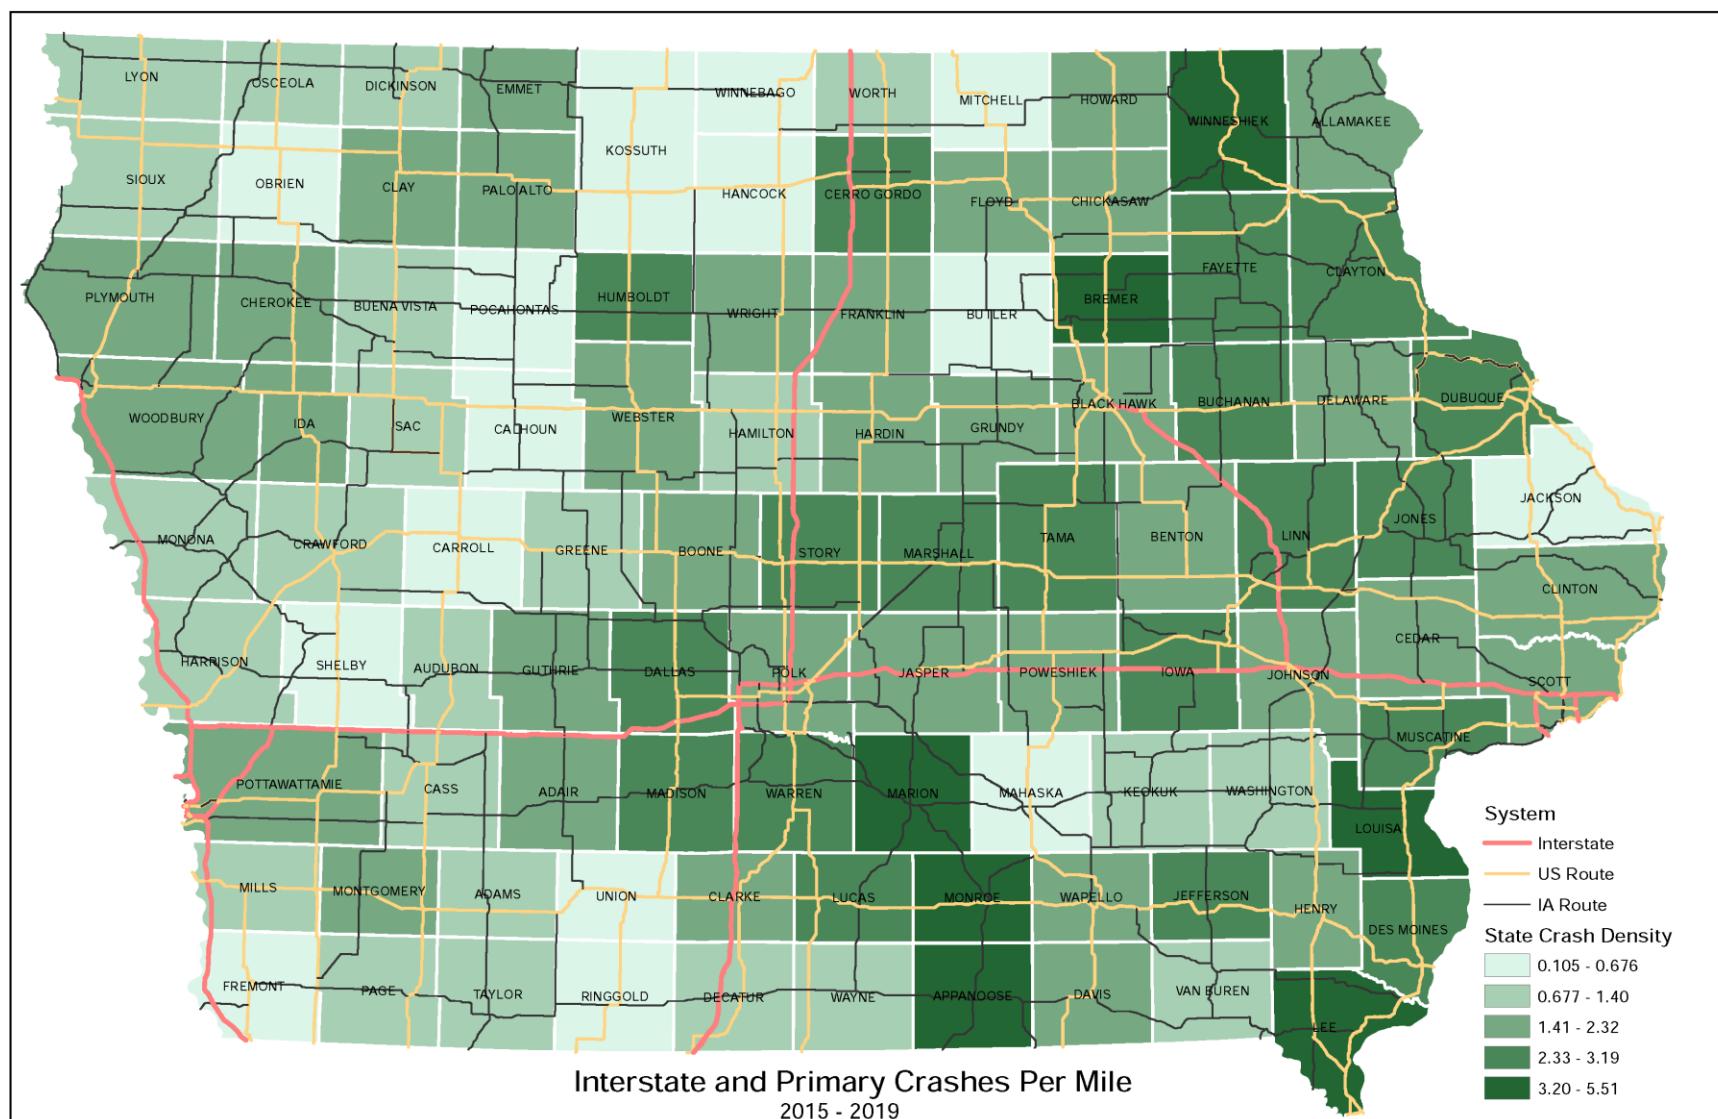 LYON
OSCEOLA
DICKINSON
EMMET
WINNEBAGO
WORTH
MITCHELL
HOWARD
WINNESHIEK
ALLAMAKEE
KOSSUTH
SIOUX
OBRIEN
CLAY
PALO ALTO
HANCOCK
CERRO GORDO
FLOYD
CHICKASAW
FAYETTE
CLAYTON
PLYMOUTH
CHEROKEE
BUENA VISTA
POCAHONTAS
HUMBOLDT
WRIGHT
FRANKLIN
BUTLER
BREMER
WOODBURY
IDA
SAC
CALHOUN
WEBSTER
HAMILTON
HARDIN
GRUNDY
BLACK HAWK
BUCHANAN
DELAWARE
DUBUQUE
JACKSON
MONONA
CRAWFORD
CARROLL
GREENE
BOONE
STORY
MARSHALL
TAMA
BENTON
LINN
JONES
CLINTON
HARRISON
SHELBY
AUDUBON
GUTHRIE
DALLAS
POLK
JASPER
POWESHIEK
IOWA
JOHNSON
CEDAR
SCOTT
MUSCATINE
POTTAWATTAMIE
CASS
ADAIR
MADISON
WARREN
MARION
MAHASKA
KEOKUK
WASHINGTON
LOUISA
MILLS
MONTGOMERY
ADAMS
UNION
CLARKE
LUCAS
MONROE
WAPELLO
JEFFERSON
HENRY
DES MOINES
FREMONT
PAGE
TAYLOR
RINGGOLD
DECATUR
WAYNE
APPANOOSE
DAVIS
VAN BUREN
LEE
System
Interstate
US Route
IA Route
State Crash Density
0.105 - 0.676
0.677 - 1.40
1.41 - 2.32
2.33 - 3.19
3.20 - 5.51
Interstate and Primary Crashes Per Mile
2015 - 2019